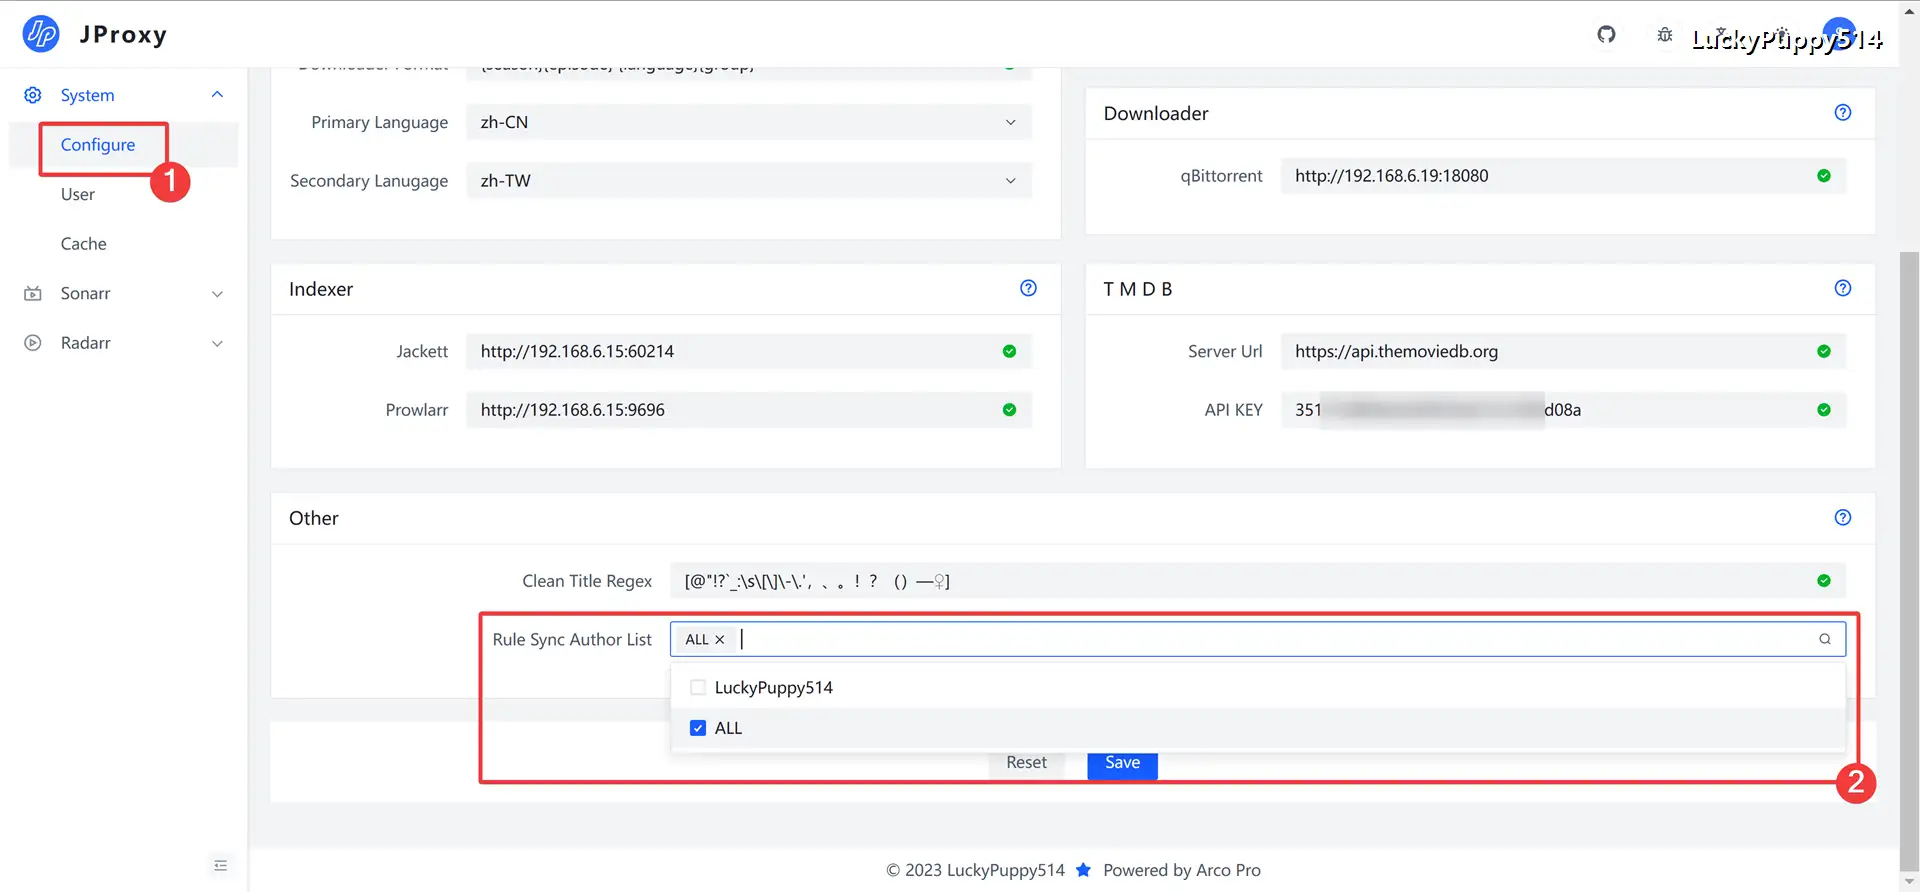 JProxy
LuckyPuppy514
System
Configure
1
User
Cache
Sonarr
Radarr
Primary Language
zh-CN
Secondary Lanugage
zh-TW
Downloader
qBittorrent
http://192.168.6.19:18080
Indexer
Jackett
http://192.168.6.15:60214
Prowlarr
http://192.168.6.15:9696
T M D B
Server Url
https://api.themoviedb.org
API KEY
351
d08a
Other
Clean Title Regex
[@"!?`_:\s\[\]\-\.'，、。！？ （）—♀]
Rule Sync Author List
ALL ×
LuckyPuppy514
ALL
Reset
Save
2
© 2023 LuckyPuppy514 ★ Powered by Arco Pro